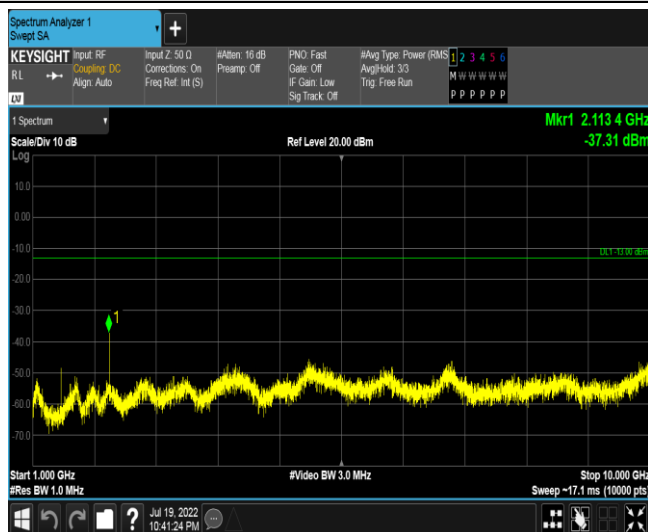 Spectrum Analyzer 1
Swept SA
+
KEYSIGHT
RL
Input: RF
Coupling: DC
Align: Auto
Input Z: 50 Ω
Corrections: On
Freq Ref: Int (S)
#Atten: 16 dB
Preamp: Off
PNO: Fast
Gate: Off
IF Gain: Low
Sig Track: Off
#Avg Type: Power (RMS
Avg|Hold: 3/3
Trig: Free Run
1 2 3 4 5 6
M W W W W W
P P P P P P
LXI
1 Spectrum
Scale/Div 10 dB
Ref Level 20.00 dBm
Mkr1 2.113 4 GHz
-37.31 dBm
Log
10.0
0.00
-10.0
DL1 -13.00 dBm
-20.0
-30.0
1
-40.0
-50.0
-60.0
-70.0
Start 1.000 GHz
#Res BW 1.0 MHz
#Video BW 3.0 MHz
Stop 10.000 GHz
Sweep ~17.1 ms (10000 pts)
?
Jul 19, 2022
10:41:24 PM